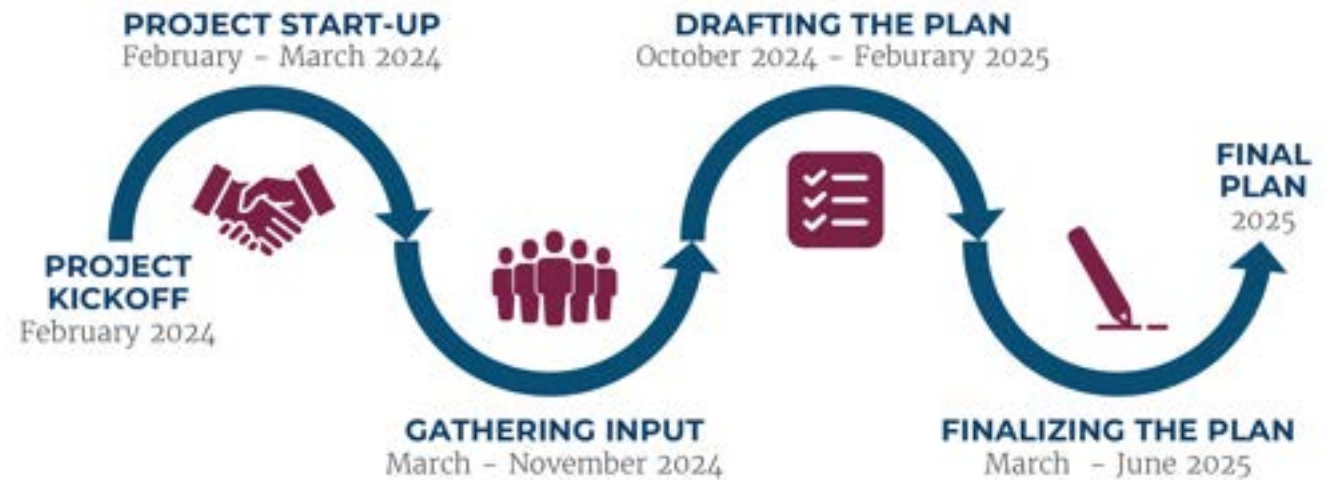 PROJECT START-UP
February - March 2024
DRAFTING THE PLAN
October 2024 - Feburary 2025
FINAL
PLAN
2025
PROJECT
KICKOFF
February 2024
GATHERING INPUT
March - November 2024
FINALIZING THE PLAN
March - June 2025